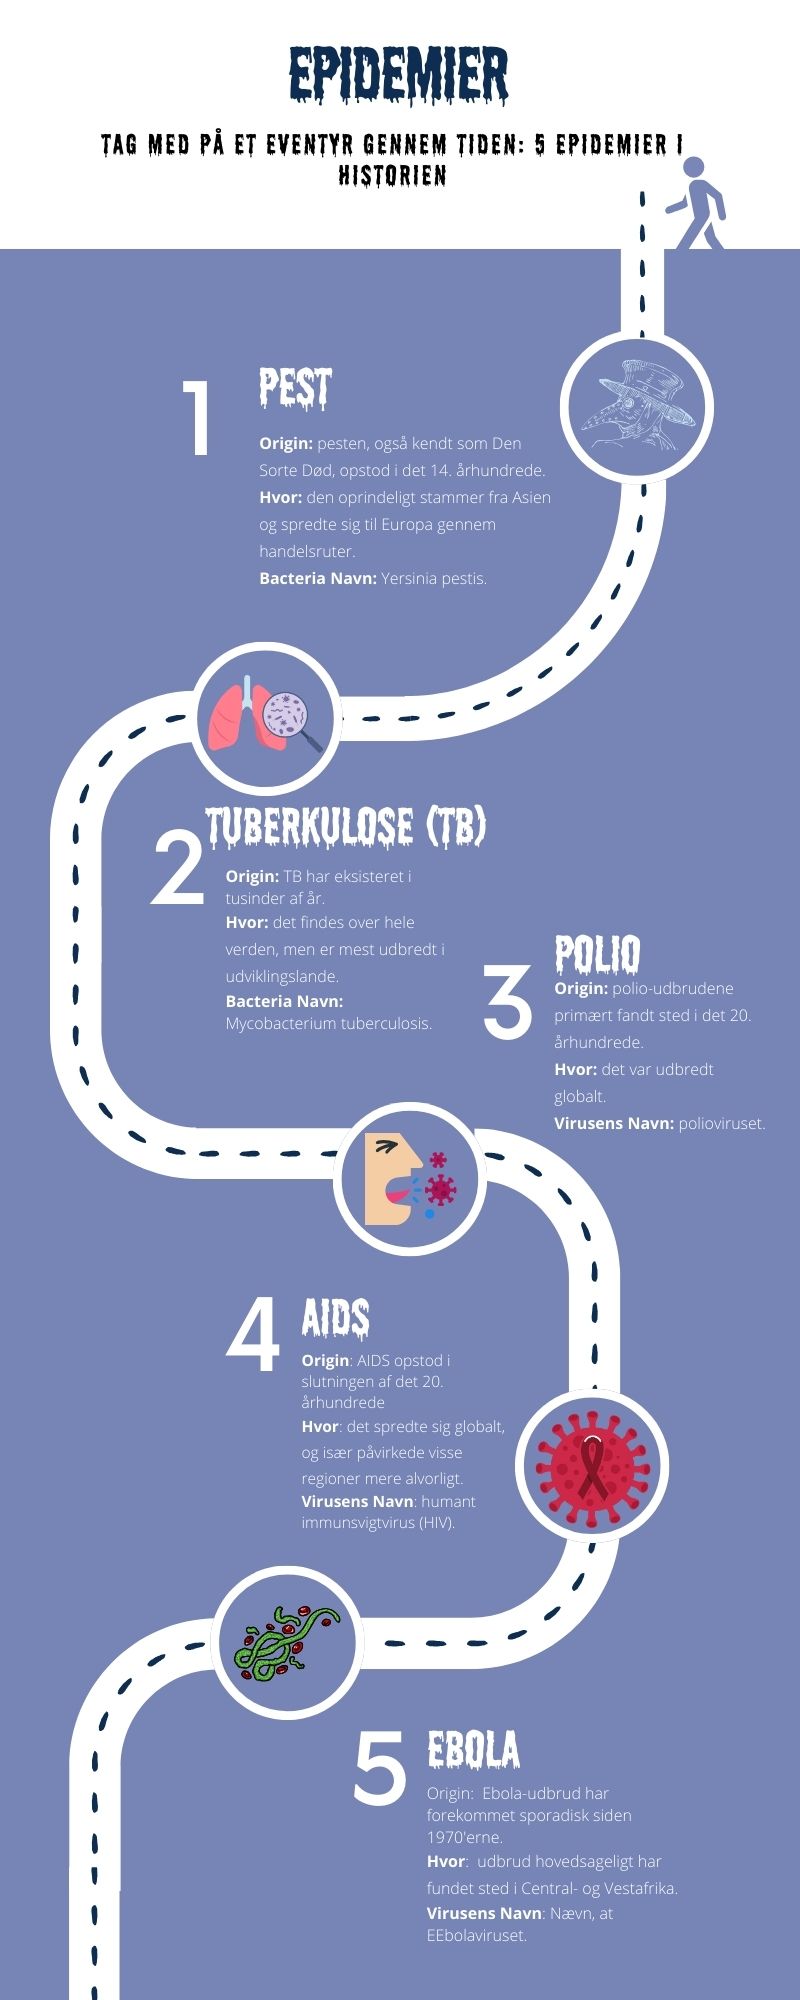 EPIDEMIER
TAG MED PÅ ET EVENTYR GENNEM TIDEN: 5 EPIDEMIER I
HISTORIEN
1
PEST
Origin: pesten, også kendt som Den
Sorte Død, opstod i det 14. århundrede.
Hvor: den oprindeligt stammer fra Asien
og spredte sig til Europa gennem
handelsruter.
Bacteria Navn: Yersinia pestis.
2
TUBERKULOSE (TB)
Origin: TB har eksisteret i
tusinder af år.
Hvor: det findes over hele
verden, men er mest udbredt i
udviklingslande.
Bacteria Navn:
Mycobacterium tuberculosis.
3
POLIO
Origin: polio-udbrudene
primært fandt sted i det 20.
århundrede.
Hvor: det var udbredt
globalt.
Virusens Navn: polioviruset.
4
AIDS
Origin: AIDS opstod i
slutningen af det 20.
århundrede
Hvor: det spredte sig globalt,
og især påvirkede visse
regioner mere alvorligt.
Virusens Navn: humant
immunsvigtvirus (HIV).
5
EBOLA
Origin:  Ebola-udbrud har
forekommet sporadisk siden
1970'erne.
Hvor:  udbrud hovedsageligt har
fundet sted i Central- og Vestafrika.
Virusens Navn: Nævn, at
EEbolaviruset.